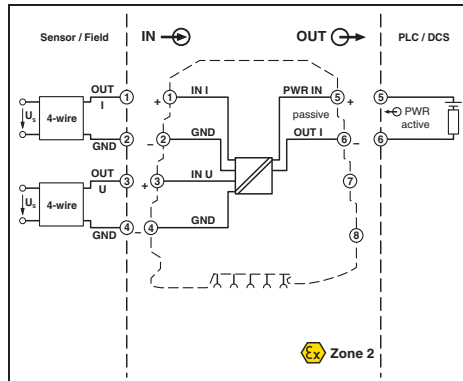 Sensor / Field IN OUT PLC / DCS
OUT
I
1 + 1 IN I PWR IN 5 + 5
Us 4-wire passive PWR
active
GND 2 – 2 GND OUT I 6 – 6
OUT
U
3 + 3 IN U 7
Us 4-wire
GND 4 – 4 GND 8
Ex Zone 2